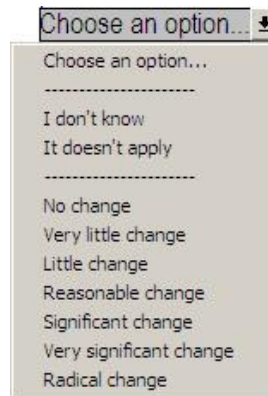 Choose an option...
Choose an option...
----------------------
I don't know
It doesn't apply
----------------------
No change
Very little change
Little change
Reasonable change
Significant change
Very significant change
Radical change